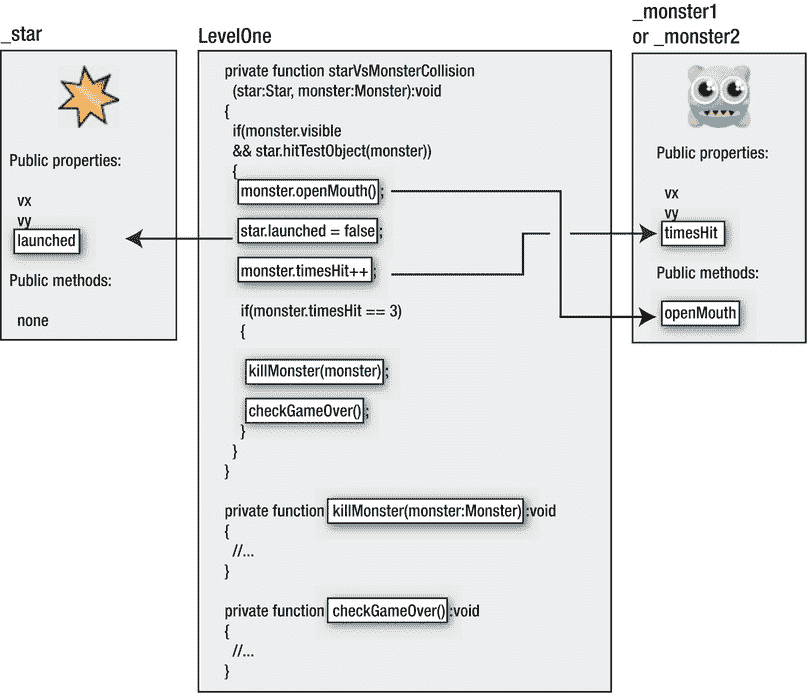 _star
Public properties:
vx
vy
launched
Public methods:
none
LevelOne
private function starVsMonsterCollision
(star:Star, monster:Monster):void
{
if(monster.visible
&& star.hitTestObject(monster))
{
monster.openMouth();
star.launched = false;
monster.timesHit++;
if(monster.timesHit == 3)
{
killMonster(monster);
checkGameOver();
}
}
}
private function killMonster(monster:Monster):void
{
//...
}
private function checkGameOver():void
{
//...
}
_monster1
or _monster2
Public properties:
vx
vy
timesHit
Public methods:
openMouth